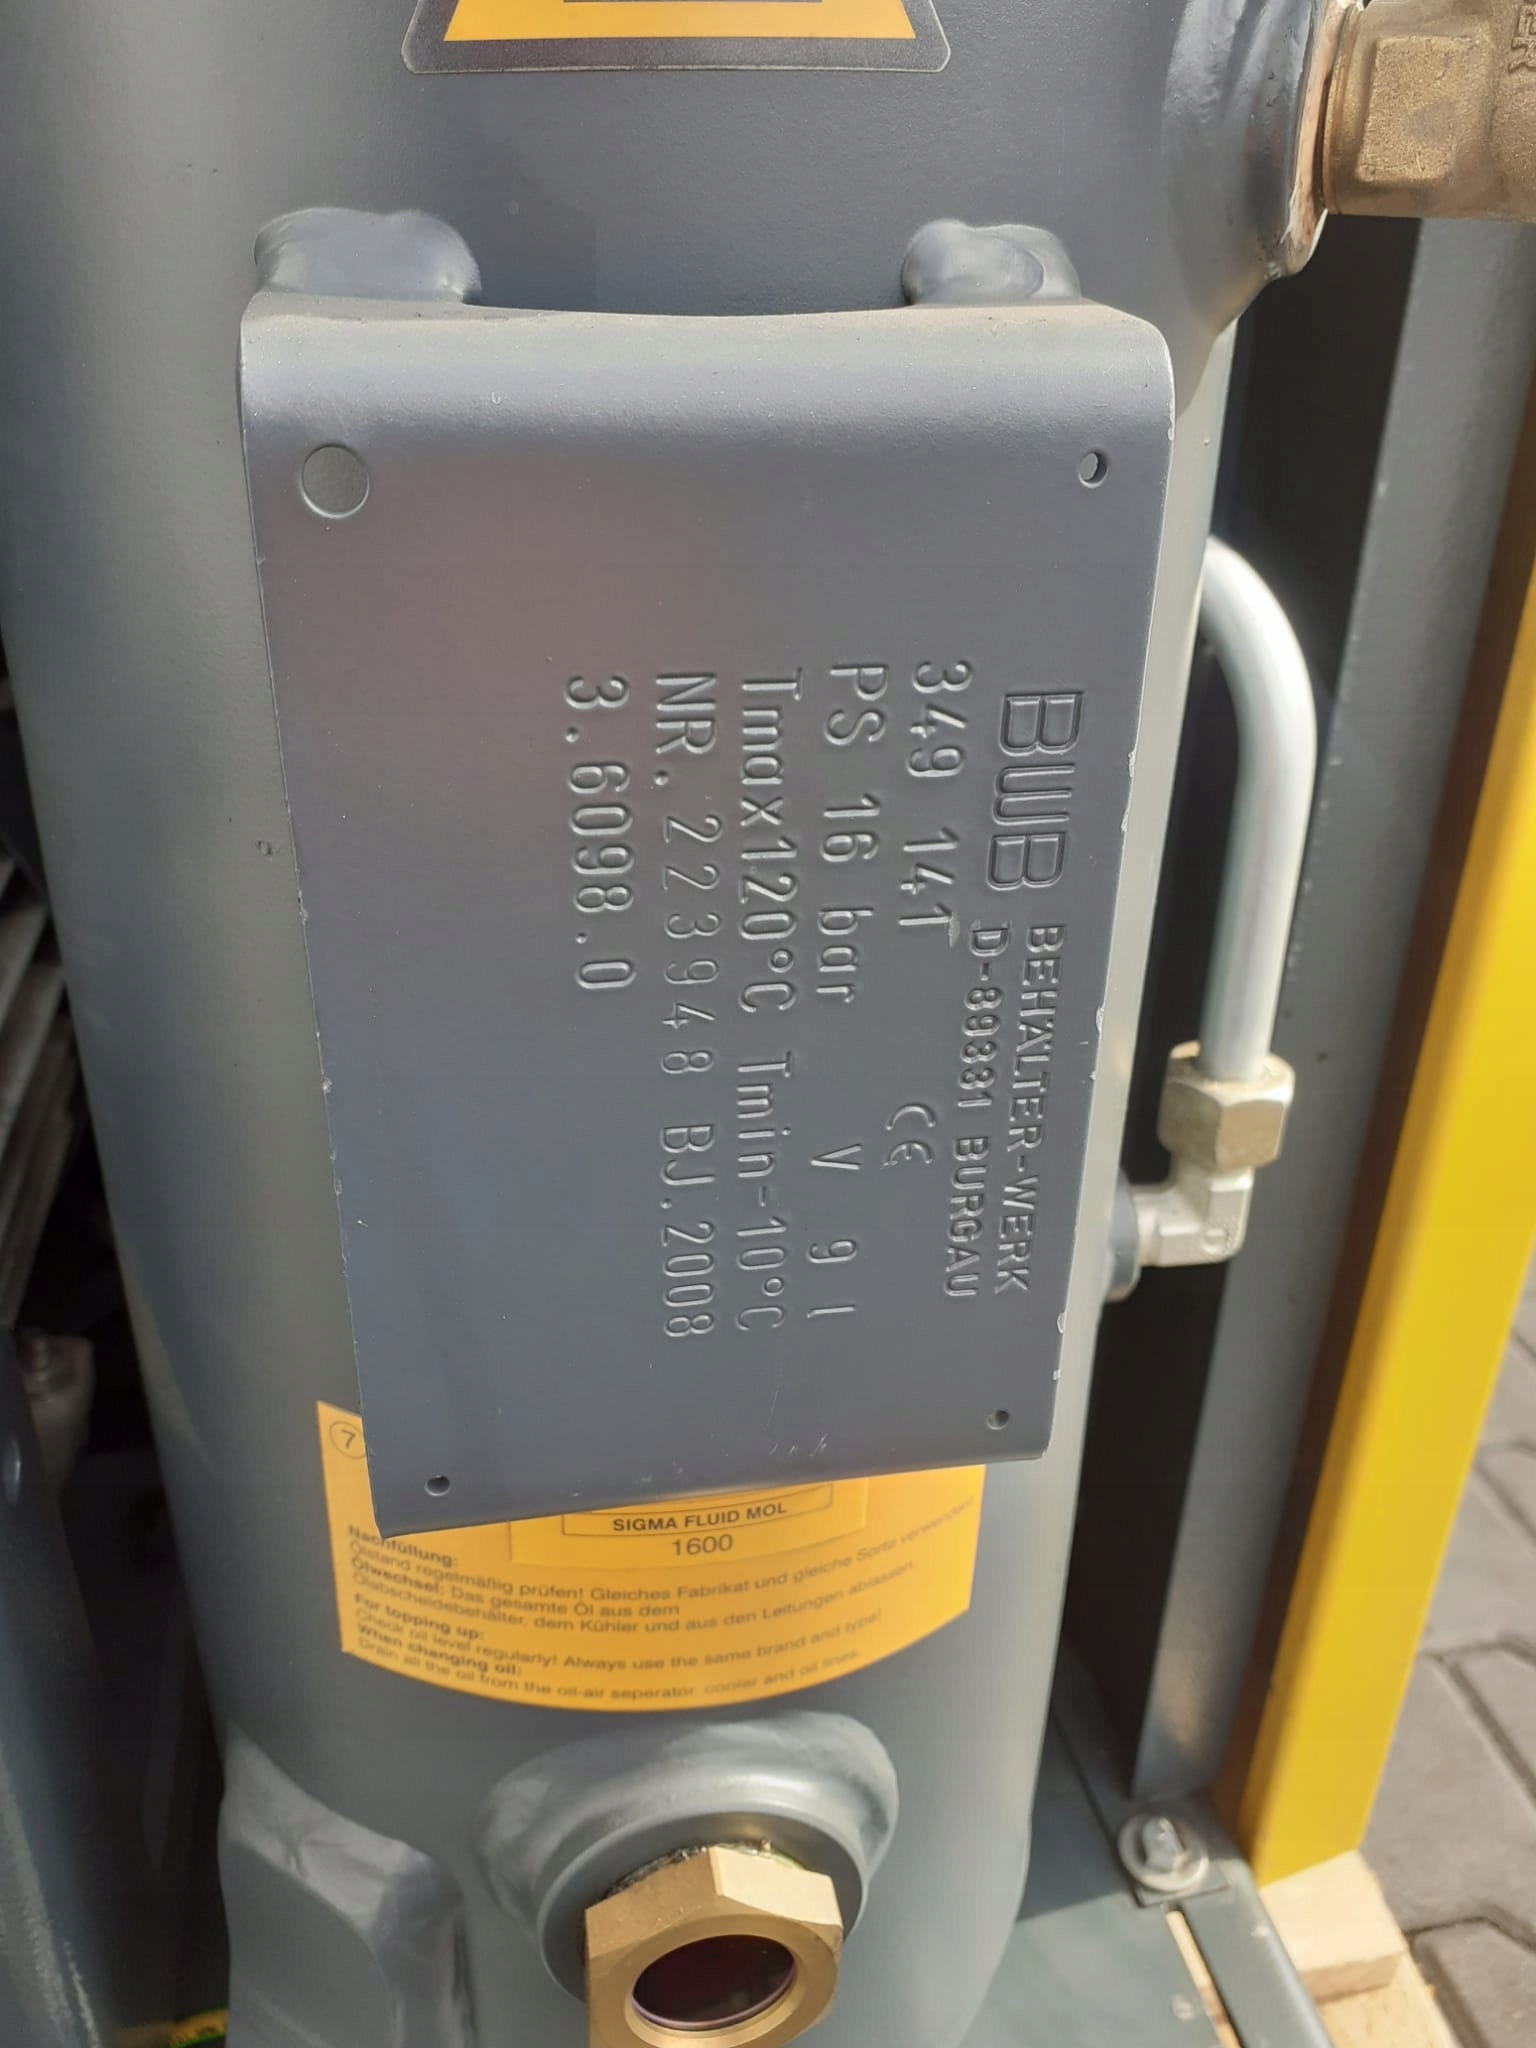 BWB BEHÄLTER-WERK
D-89331 BURGAU
349 141 CE
PS 16 bar V 9 l
Tmax120°C Tmin-10°C
NR. 223948 BJ.2008
3.6098.0
7
SIGMA FLUID MOL
1600
Nachfüllung:
Ölstand regelmäßig prüfen! Gleiches Fabrikat und gleiche Sorte verwenden!
Ölwechsel: Das gesamte Öl aus dem
Ölabscheidebehälter, dem Kühler und aus den Leitungen ablassen.
For topping up:
Check oil level regularly! Always use the same brand and type!
When changing oil:
Drain all the oil from the oil-air seperator, cooler and oil lines.